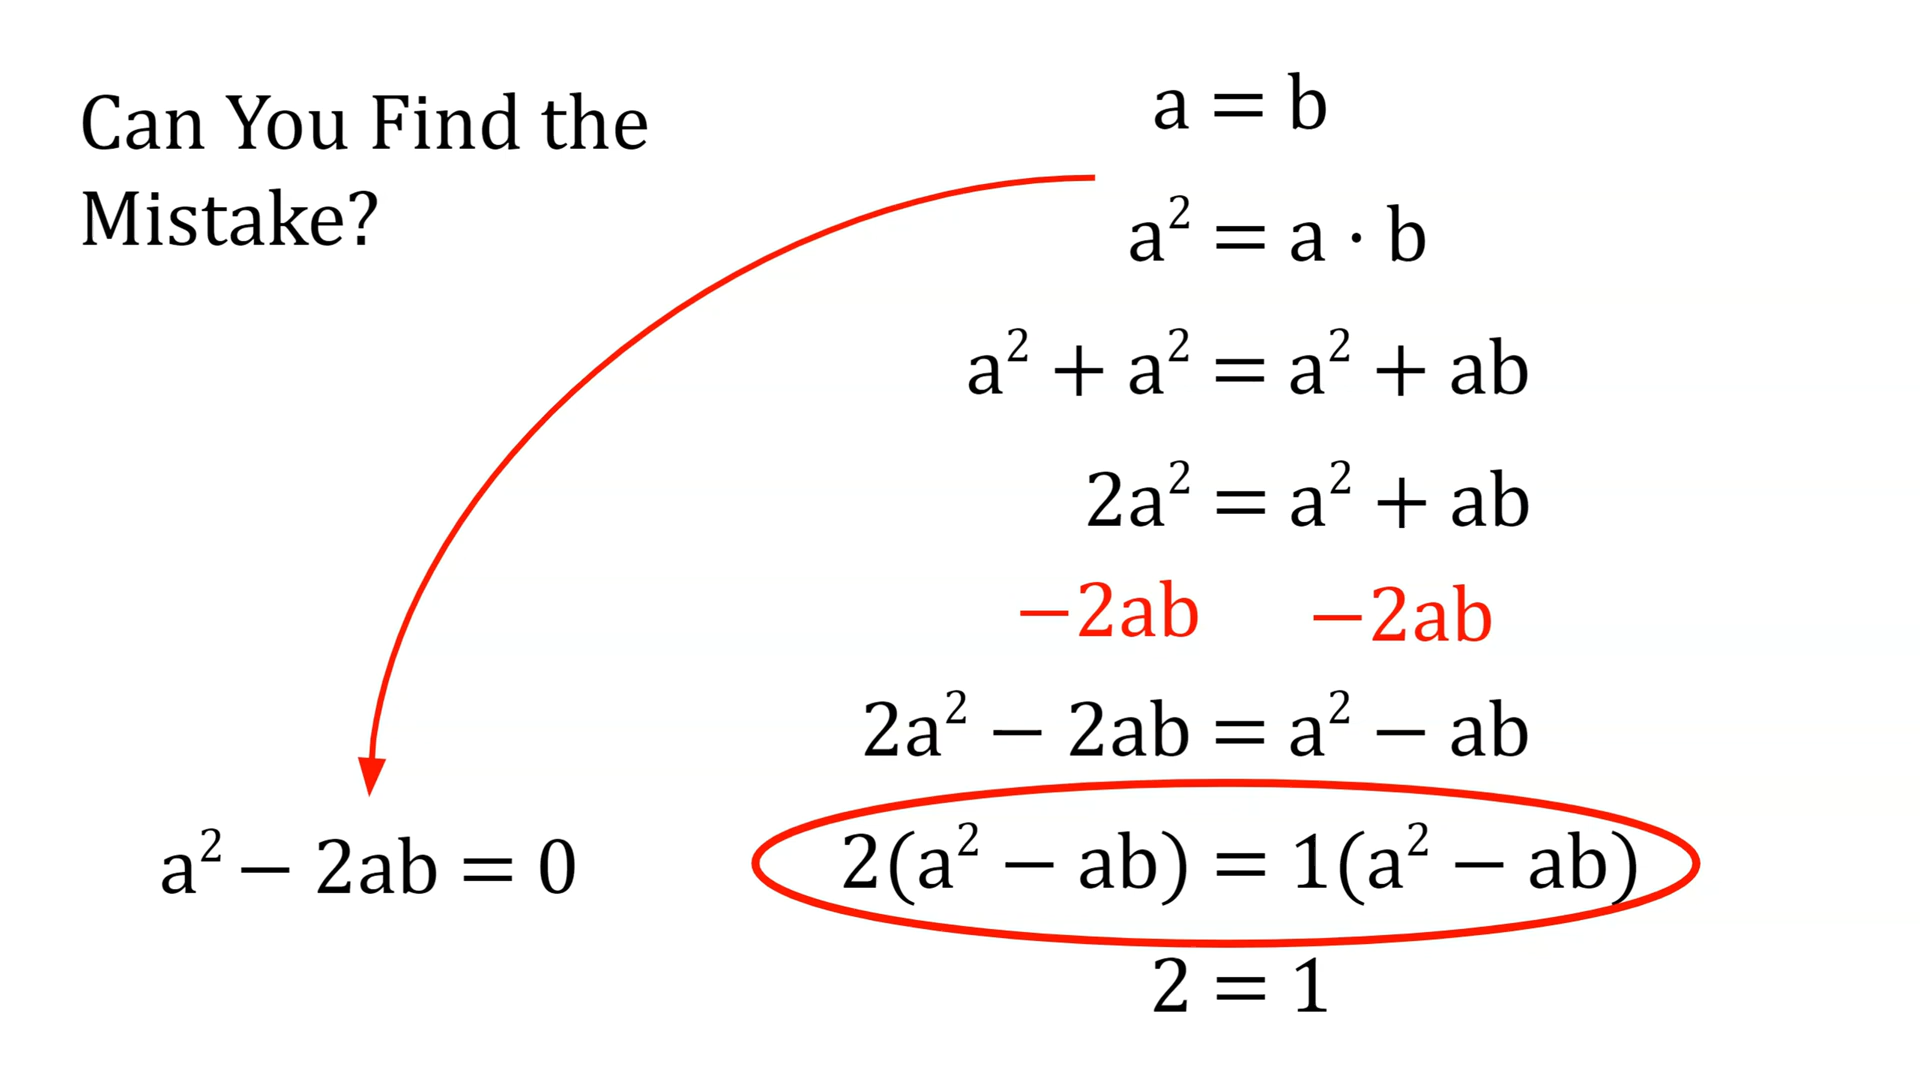 Can You Find the
Mistake?
a = b
a² = a · b
a² + a² = a² + ab
2a² = a² + ab
−2ab −2ab
2a² − 2ab = a² − ab
a² − 2ab = 0
2(a² − ab) = 1(a² − ab)
2 = 1